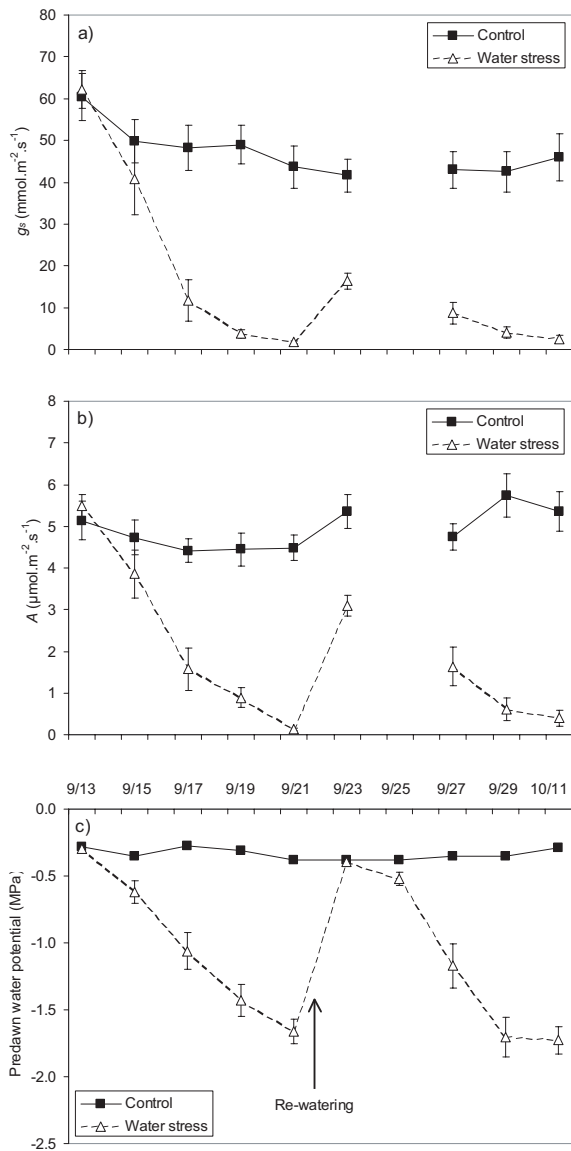 a)
Control
Water stress
80
70
60
50
40
30
20
10
0
gs (mmol.m-2.s-1)
b)
Control
Water stress
8
7
6
5
4
3
2
1
0
A (µmol.m-2.s-1)
9/13 9/15 9/17 9/19 9/21 9/23 9/25 9/27 9/29 10/11
c)
0.0
-0.5
-1.0
-1.5
-2.0
-2.5
Predawn water potential (MPa)
Re-watering
Control
Water stress